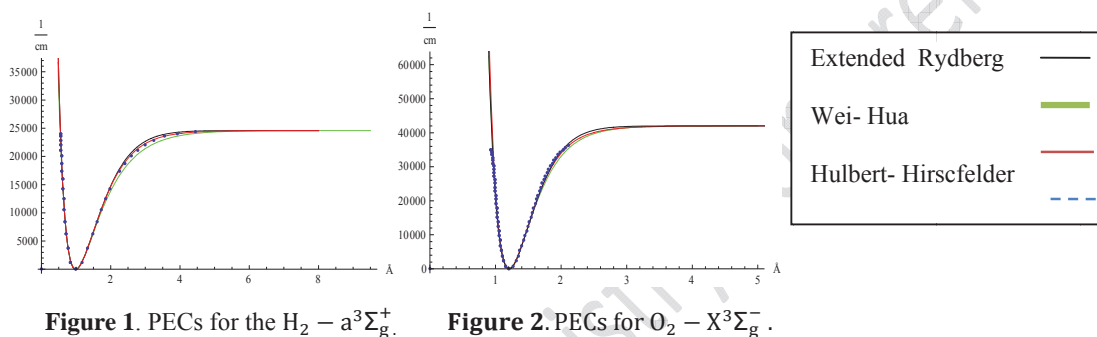 1
cm
35000
30000
25000
20000
15000
10000
5000
0
2
4
6
8
Å
Figure 1. PECs for the H₂ − a³Σg⁺.
1
cm
60000
50000
40000
30000
20000
10000
0
1
2
3
4
5
Å
Figure 2. PECs for O₂ − X³Σg⁻ .
Extended Rydberg
Wei- Hua
Hulbert- Hirscfelder